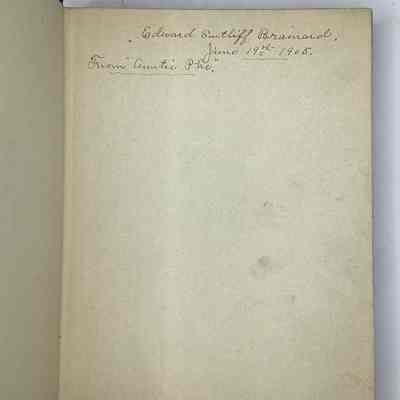 Edward Sutliff Brainard,
June 19th 1905.
From "Auntie Phe".